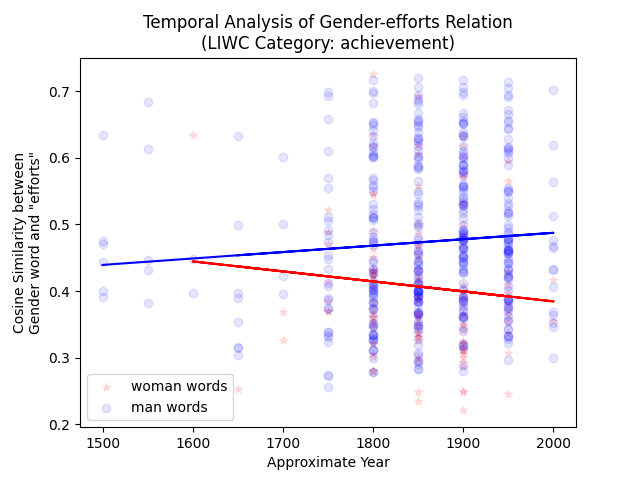 Temporal Analysis of Gender-efforts Relation
(LIWC Category: achievement)
Cosine Similarity between
Gender word and "efforts"
0.7
0.6
0.5
0.4
0.3
0.2
woman words
man words
1500 1600 1700 1800 1900 2000
Approximate Year